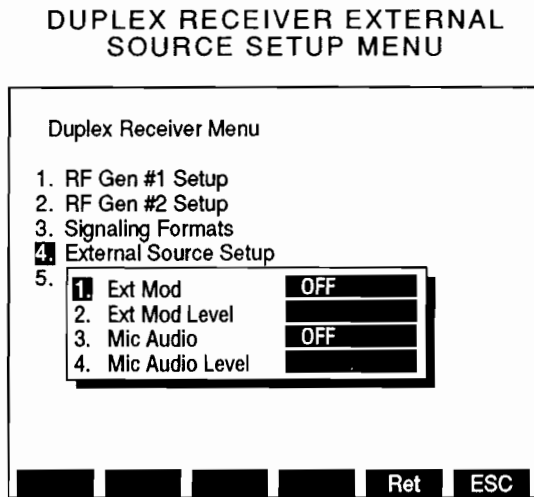 DUPLEX RECEIVER EXTERNAL
SOURCE SETUP MENU
Duplex Receiver Menu
1. RF Gen #1 Setup
2. RF Gen #2 Setup
3. Signaling Formats
4. External Source Setup
5.
1. Ext Mod OFF
2. Ext Mod Level
3. Mic Audio OFF
4. Mic Audio Level
Ret ESC